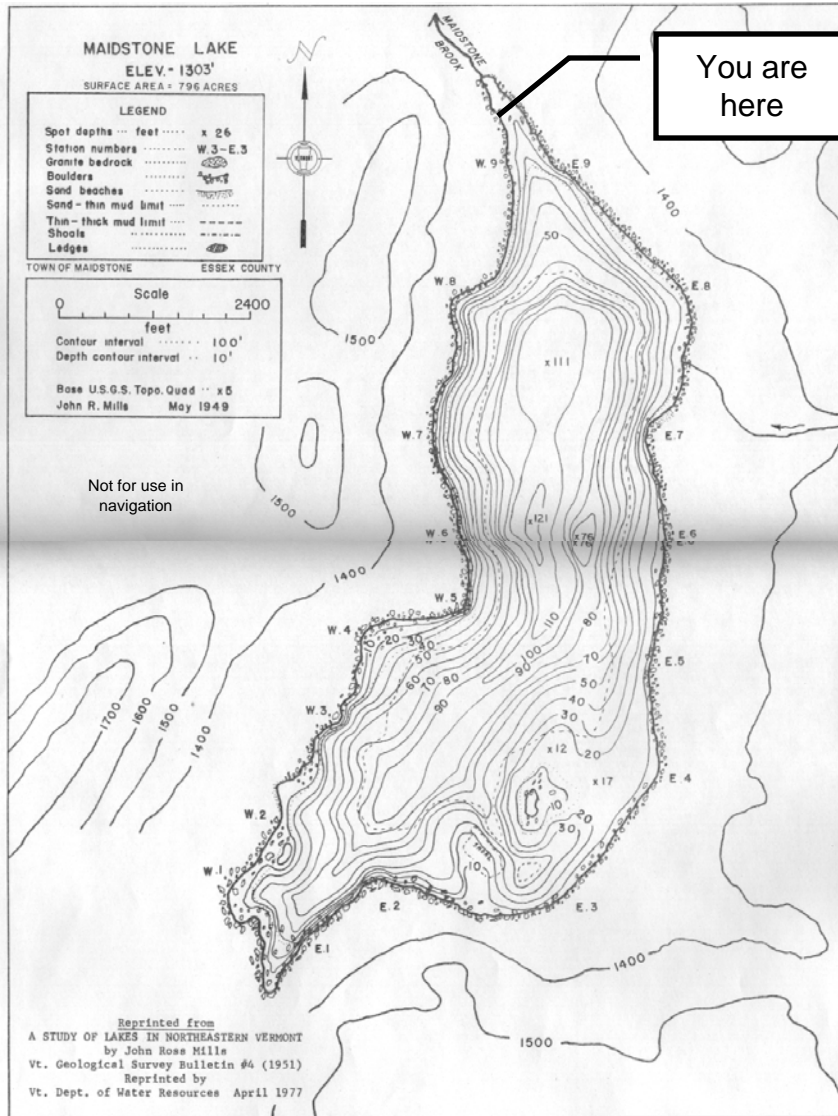 MAIDSTONE LAKE
ELEV.- 1303'
SURFACE AREA = 796 ACRES
LEGEND
Spot depths ··· feet ····· x 26
Station numbers ·········· W.3-E.3
Granite bedrock ··········
Boulders ··········
Sand beaches ··········
Sand-thin mud limit ····
Thin-thick mud limit ·····
Shoals ··········
Ledges ··········
TOWN OF MAIDSTONE ESSEX COUNTY
Scale
0 2400
feet
Contour interval ······· 100'
Depth contour interval ·· 10'
Base U.S.G.S. Topo. Quad ·· x5
John R. Mills May 1949
N
MAIDSTONE
BROOK
You are
here
Not for use in
navigation
W.9
E.9
1400
50
W.8
E.8
1500
x111
W.7
E.7
1500
W.6
x121
x76
x76
E.6
1400
W.5
W.4
10
20
30
40
50
60
70
80
90
90
100
110
80
70
50
40
30
20
E.5
1700
1600
1500
1400
W.3
x12
x17
E.4
10
20
30
W.2
10
W.1
E.2
E.3
E.1
1400
1500
Reprinted from
A STUDY OF LAKES IN NORTHEASTERN VERMONT
by John Ross Mills
Vt. Geological Survey Bulletin #4 (1951)
Reprinted by
Vt. Dept. of Water Resources April 1977